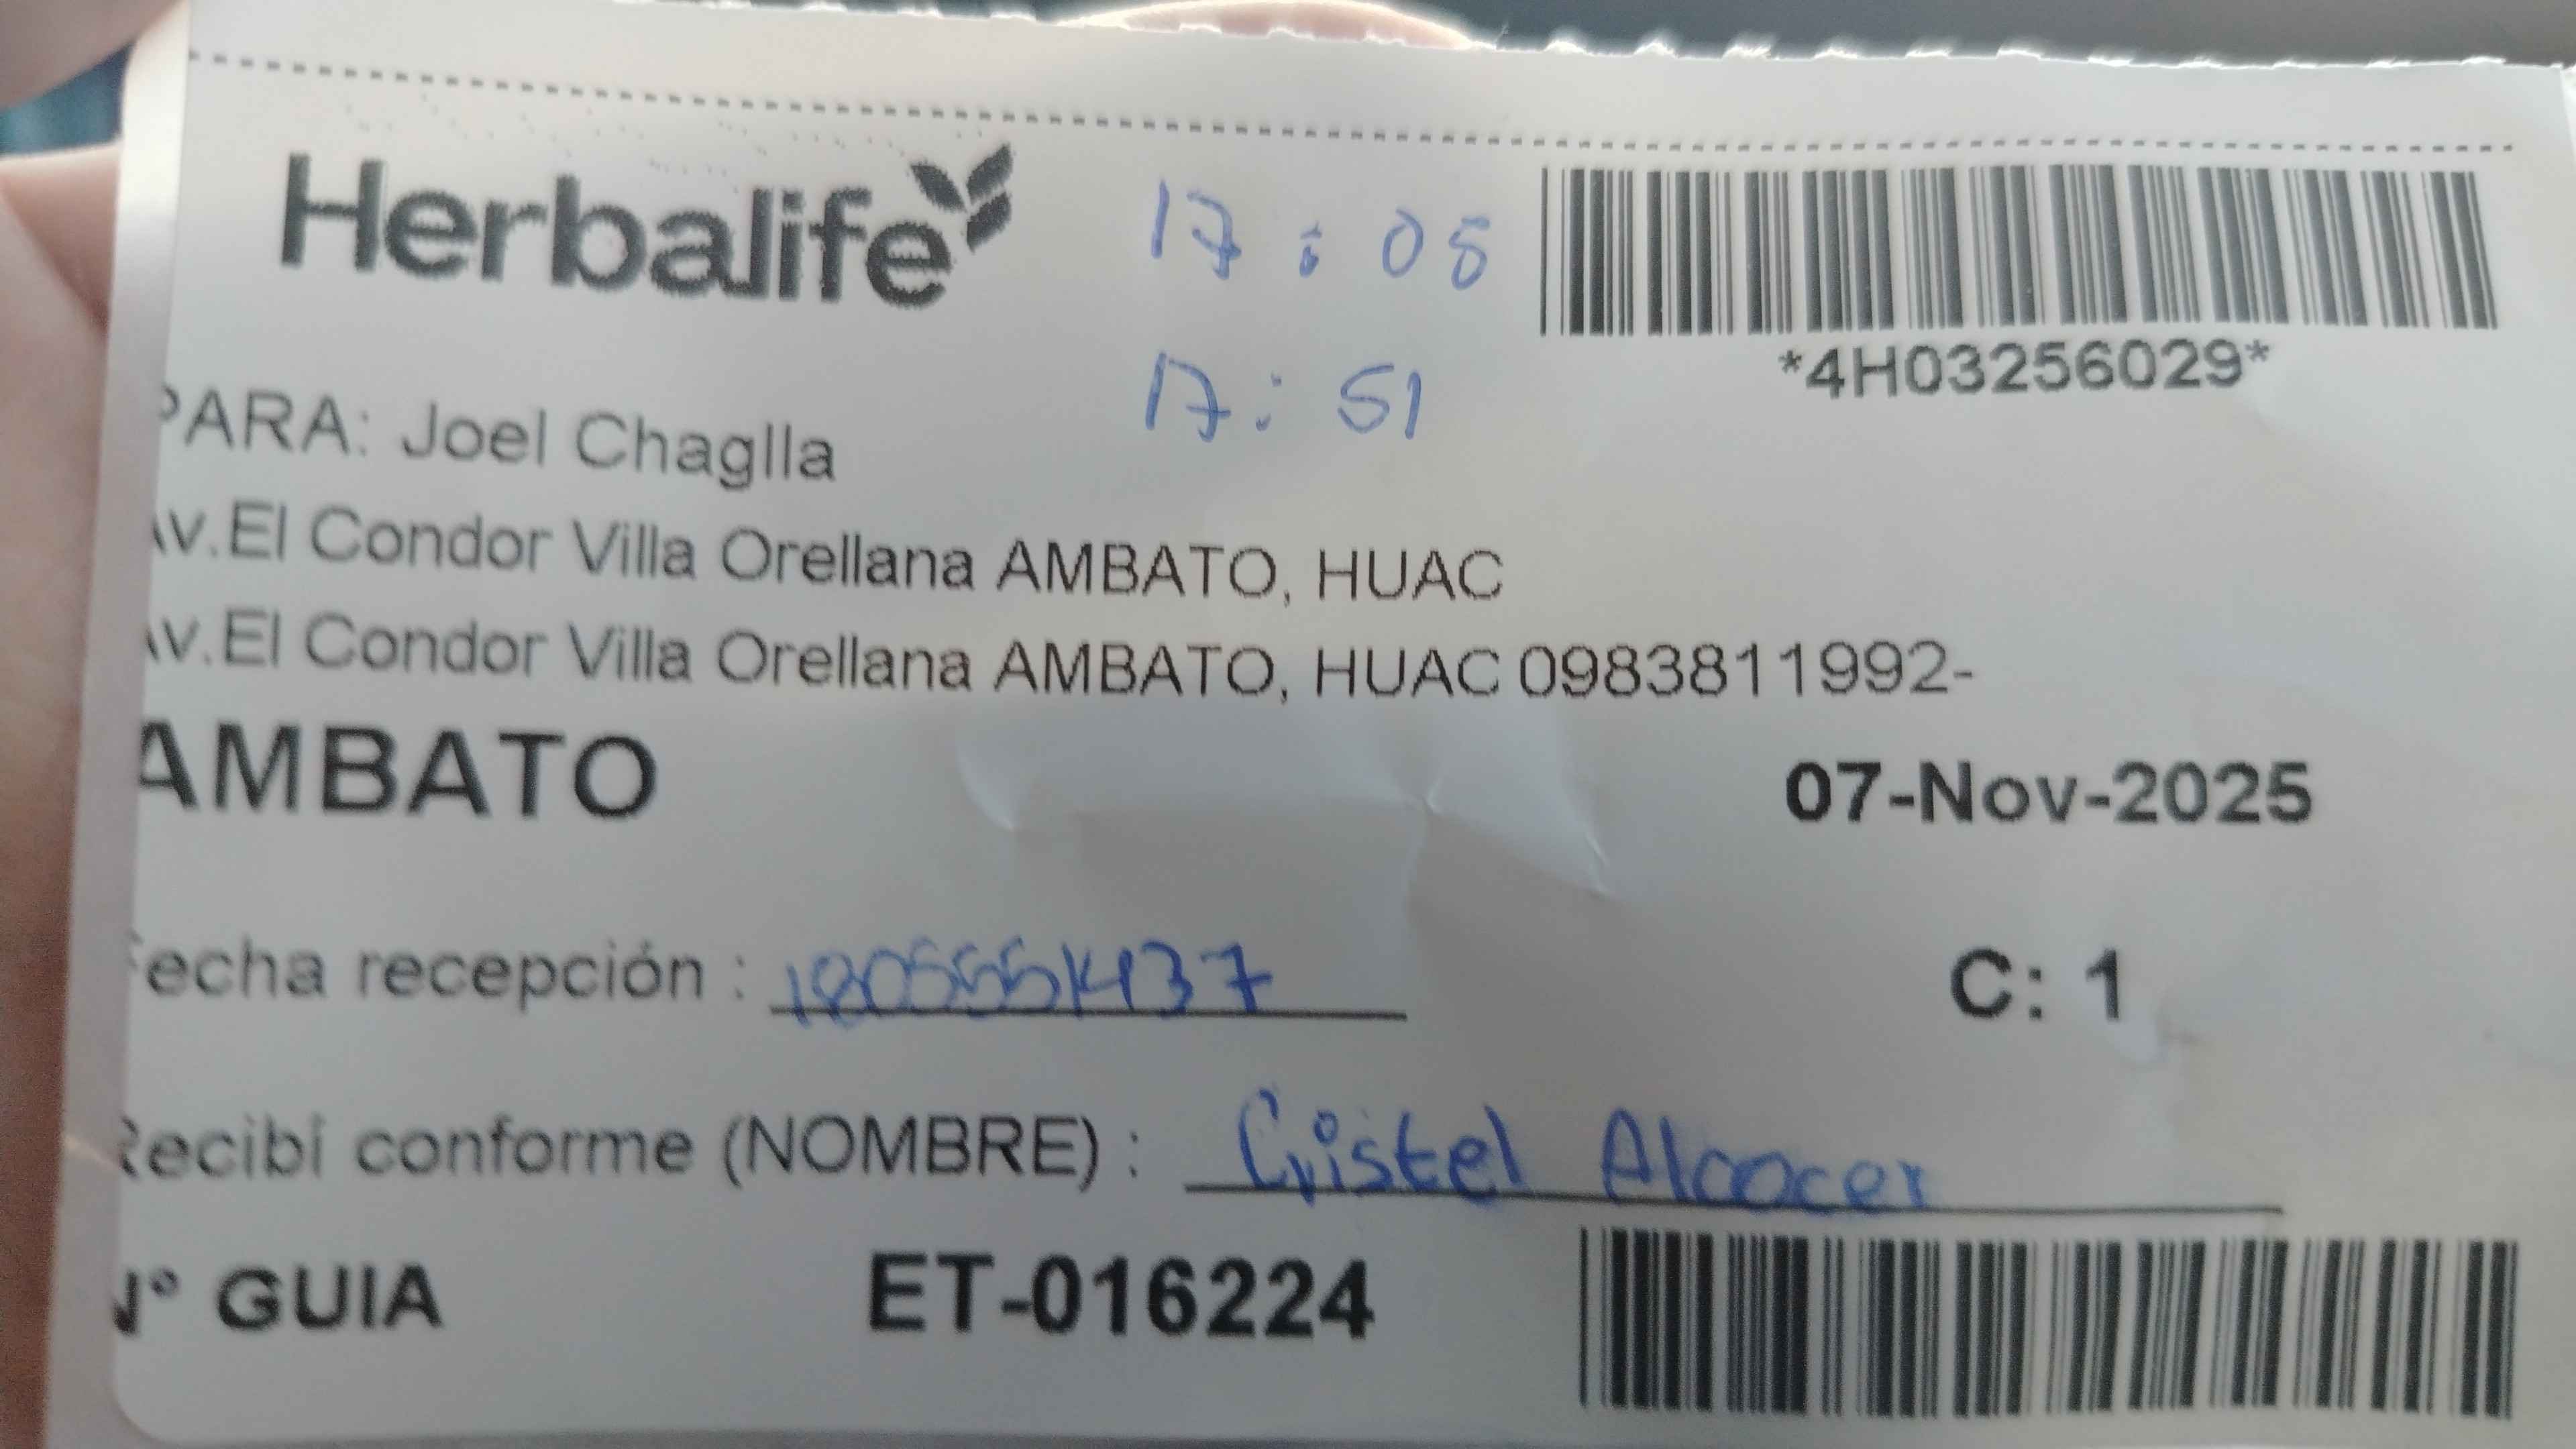 Herbalife
17:05
17:51
*4H03256029*
PARA: Joel Chaglla
Av.El Condor Villa Orellana AMBATO, HUAC
Av.El Condor Villa Orellana AMBATO, HUAC 0983811992-
AMBATO
07-Nov-2025
Fecha recepción :
C: 1
Recibí conforme (NOMBRE) : Cristel Alcocer
N° GUIA ET-016224